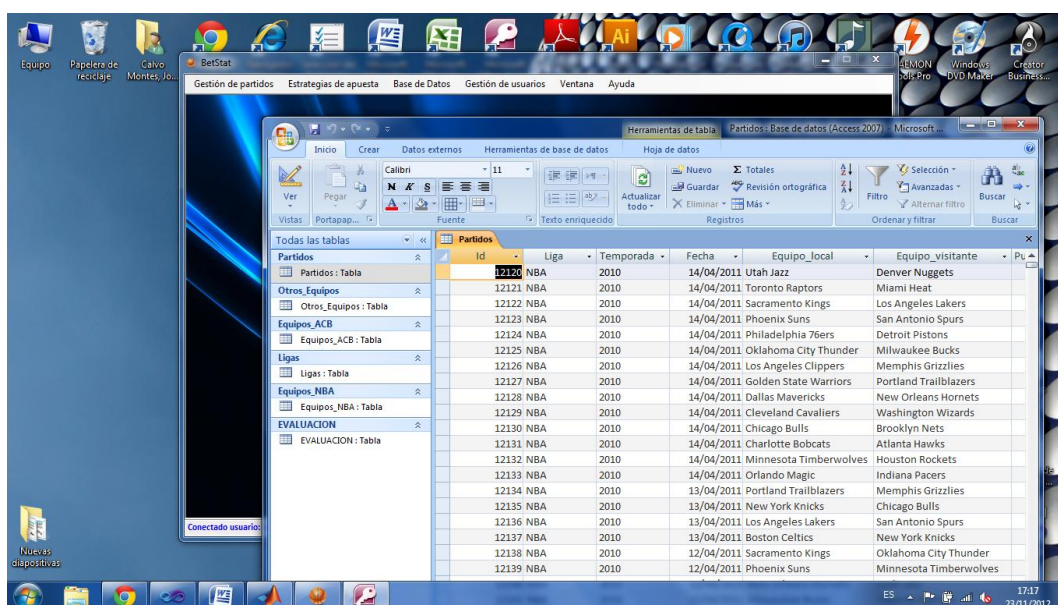 Equipo
Papelera de
reciclaje
Calvo
Montes, Jo...
DVD Maker
Windows
Creator
Business...
BetStat
Gestión de partidos Estrategias de apuesta Base de Datos Gestión de usuarios Ventana Ayuda
Herramientas de tabla Partidos : Base de datos (Access 2007) - Microsoft ...
Inicio Crear Datos externos Herramientas de base de datos Hoja de datos
Ver
Pegar
Calibri 11
N K S
Actualizar
todo
Nuevo
Guardar
Eliminar
Totales
Revisión ortográfica
Más
Filtro
Selección
Avanzadas
Alternar filtro
Buscar
Vistas Portapap... Fuente Texto enriquecido Registros Ordenar y filtrar Buscar
Todas las tablas
Partidos
Partidos : Tabla
Otros_Equipos
Otros_Equipos : Tabla
Equipos_ACB
Equipos_ACB : Tabla
Ligas
Ligas : Tabla
Equipos_NBA
Equipos_NBA : Tabla
EVALUACION
EVALUACION : Tabla
Partidos
Id Liga Temporada Fecha Equipo_local Equipo_visitante
12120 NBA 2010 14/04/2011 Utah Jazz Denver Nuggets
12121 NBA 2010 14/04/2011 Toronto Raptors Miami Heat
12122 NBA 2010 14/04/2011 Sacramento Kings Los Angeles Lakers
12123 NBA 2010 14/04/2011 Phoenix Suns San Antonio Spurs
12124 NBA 2010 14/04/2011 Philadelphia 76ers Detroit Pistons
12125 NBA 2010 14/04/2011 Oklahoma City Thunder Milwaukee Bucks
12126 NBA 2010 14/04/2011 Los Angeles Clippers Memphis Grizzlies
12127 NBA 2010 14/04/2011 Golden State Warriors Portland Trailblazers
12128 NBA 2010 14/04/2011 Dallas Mavericks New Orleans Hornets
12129 NBA 2010 14/04/2011 Cleveland Cavaliers Washington Wizards
12130 NBA 2010 14/04/2011 Chicago Bulls Brooklyn Nets
12131 NBA 2010 14/04/2011 Charlotte Bobcats Atlanta Hawks
12132 NBA 2010 14/04/2011 Minnesota Timberwolves Houston Rockets
12133 NBA 2010 14/04/2011 Orlando Magic Indiana Pacers
12134 NBA 2010 13/04/2011 Portland Trailblazers Memphis Grizzlies
12135 NBA 2010 13/04/2011 New York Knicks Chicago Bulls
12136 NBA 2010 13/04/2011 Los Angeles Lakers San Antonio Spurs
12137 NBA 2010 13/04/2011 Boston Celtics New York Knicks
12138 NBA 2010 12/04/2011 Sacramento Kings Oklahoma City Thunder
12139 NBA 2010 12/04/2011 Phoenix Suns Minnesota Timberwolves
Conectado usuario:
Nuevas
diapositivas
ES
17:17
23/11/2012